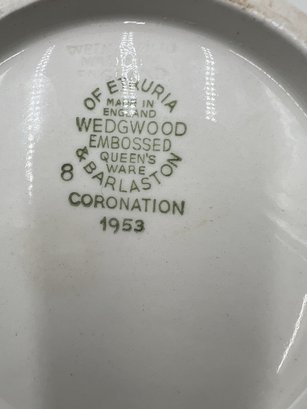 OF ETRURIA
MADE IN
ENGLAND
WEDGWOOD
EMBOSSED
QUEEN'S
WARE
& BARLASTON
8
CORONATION
1953